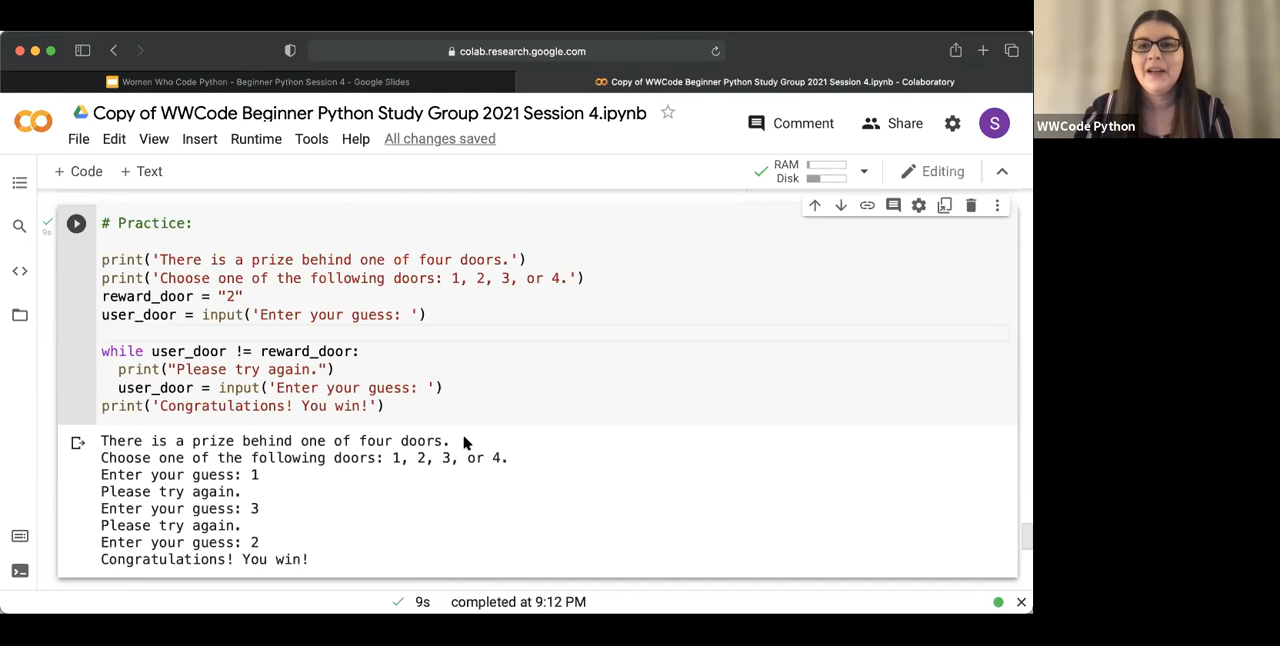 colab.research.google.com
Women Who Code Python - Beginner Python Session 4 - Google Slides
Copy of WWCode Beginner Python Study Group 2021 Session 4.ipynb - Colaboratory
Copy of WWCode Beginner Python Study Group 2021 Session 4.ipynb
File Edit View Insert Runtime Tools Help All changes saved
Comment Share S
WWCode Python
+ Code + Text
RAM
Disk
Editing
9s
# Practice:
print('There is a prize behind one of four doors.')
print('Choose one of the following doors: 1, 2, 3, or 4.')
reward_door = "2"
user_door = input('Enter your guess: ')
while user_door != reward_door:
print("Please try again.")
user_door = input('Enter your guess: ')
print('Congratulations! You win!')
There is a prize behind one of four doors.
Choose one of the following doors: 1, 2, 3, or 4.
Enter your guess: 1
Please try again.
Enter your guess: 3
Please try again.
Enter your guess: 2
Congratulations! You win!
9s completed at 9:12 PM